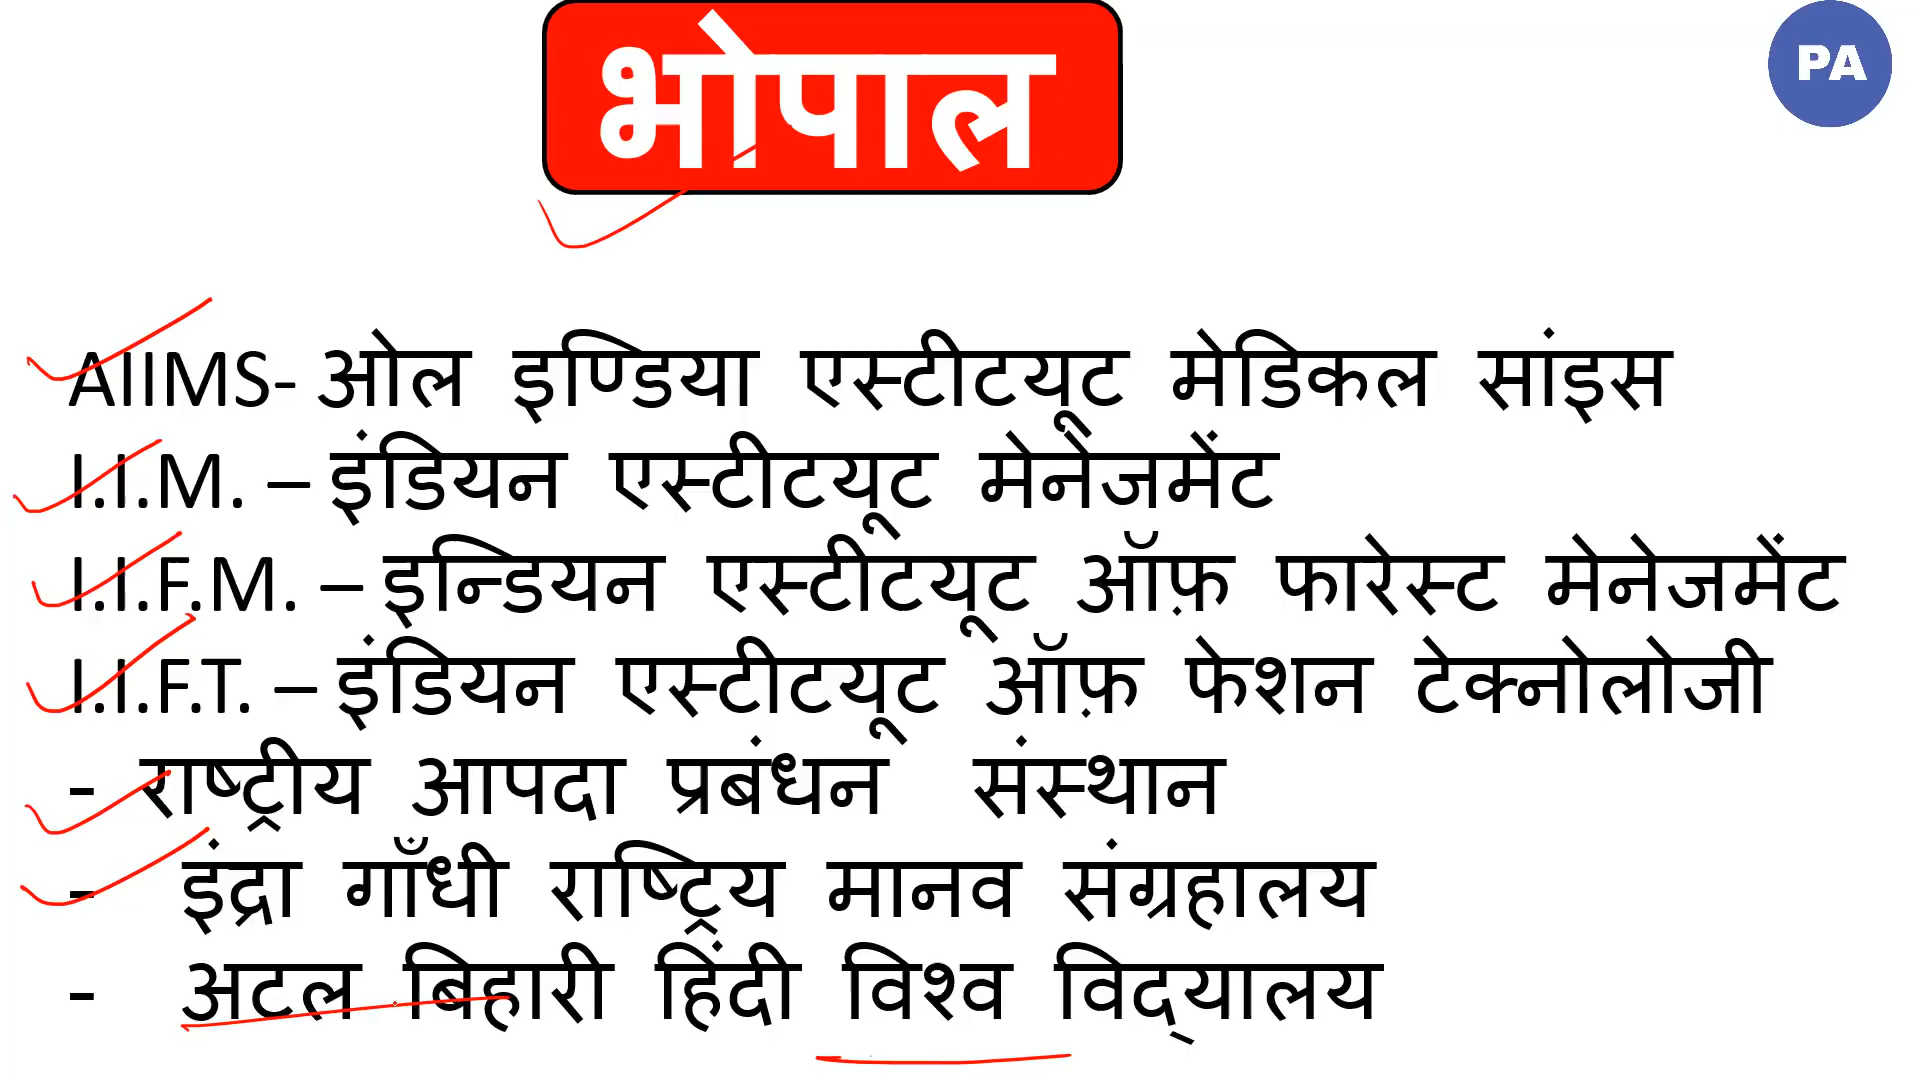 भोपाल
PA
AIIMS- ओल इण्डिया एस्टीटयूट मेडिकल सांइस
I.I.M. – इंडियन एस्टीटयूट मेनेजमेंट
I.I.F.M. – इन्डियन एस्टीटयूट ऑफ़ फारेस्ट मेनेजमेंट
I.I.F.T. – इंडियन एस्टीटयूट ऑफ़ फेशन टेक्नोलोजी
- राष्ट्रीय आपदा प्रबंधन संस्थान
- इंद्रा गाँधी राष्ट्रिय मानव संग्रहालय
- अटल बिहारी हिंदी विश्व विद्यालय